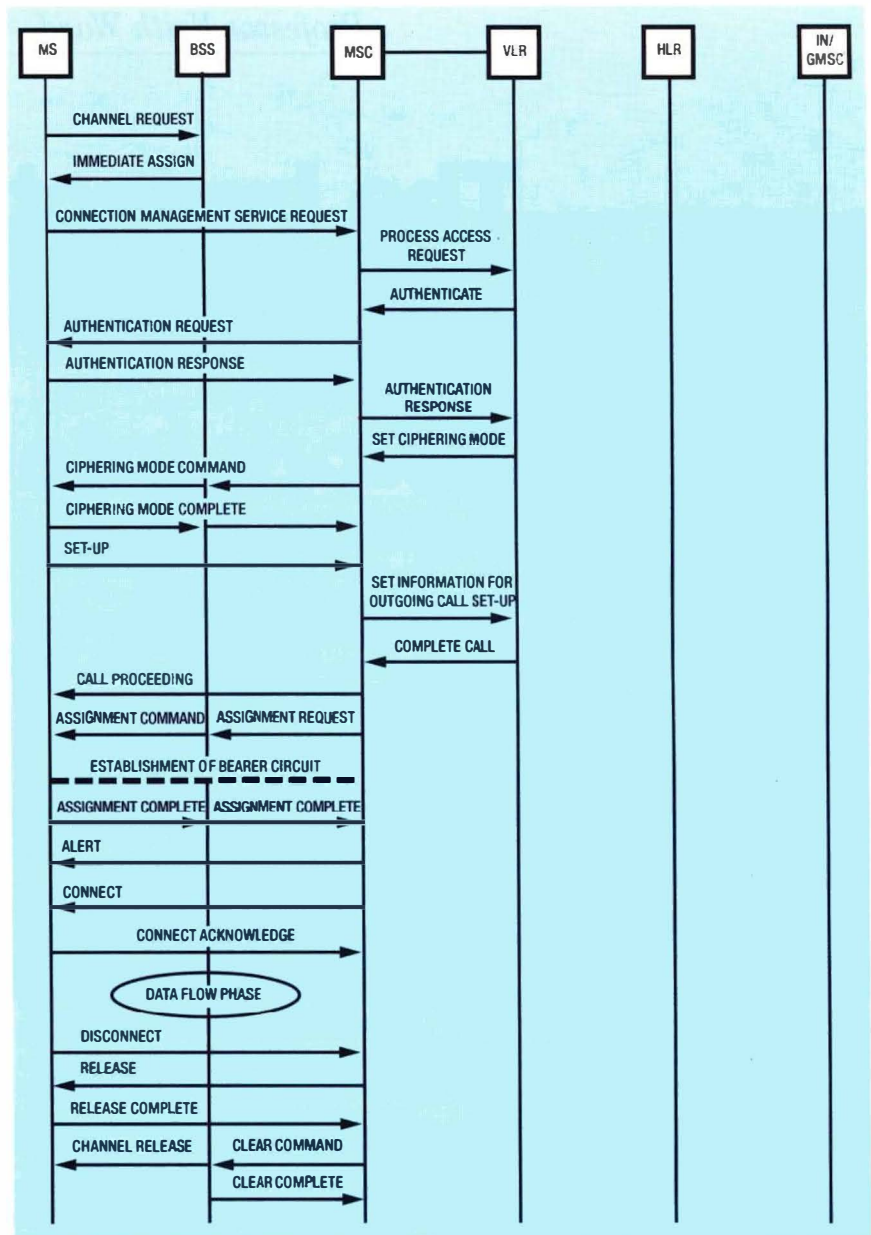 MS
BSS
MSC
VLR
HLR
IN/
GMSC
CHANNEL REQUEST
IMMEDIATE ASSIGN
CONNECTION MANAGEMENT SERVICE REQUEST
PROCESS ACCESS
REQUEST
AUTHENTICATE
AUTHENTICATION REQUEST
AUTHENTICATION RESPONSE
AUTHENTICATION
RESPONSE
SET CIPHERING MODE
CIPHERING MODE COMMAND
CIPHERING MODE COMPLETE
SET-UP
SET INFORMATION FOR
OUTGOING CALL SET-UP
COMPLETE CALL
CALL PROCEEDING
ASSIGNMENT COMMAND ASSIGNMENT REQUEST
ESTABLISHMENT OF BEARER CIRCUIT
ASSIGNMENT COMPLETE ASSIGNMENT COMPLETE
ALERT
CONNECT
CONNECT ACKNOWLEDGE
DATA FLOW PHASE
DISCONNECT
RELEASE
RELEASE COMPLETE
CHANNEL RELEASE CLEAR COMMAND
CLEAR COMPLETE